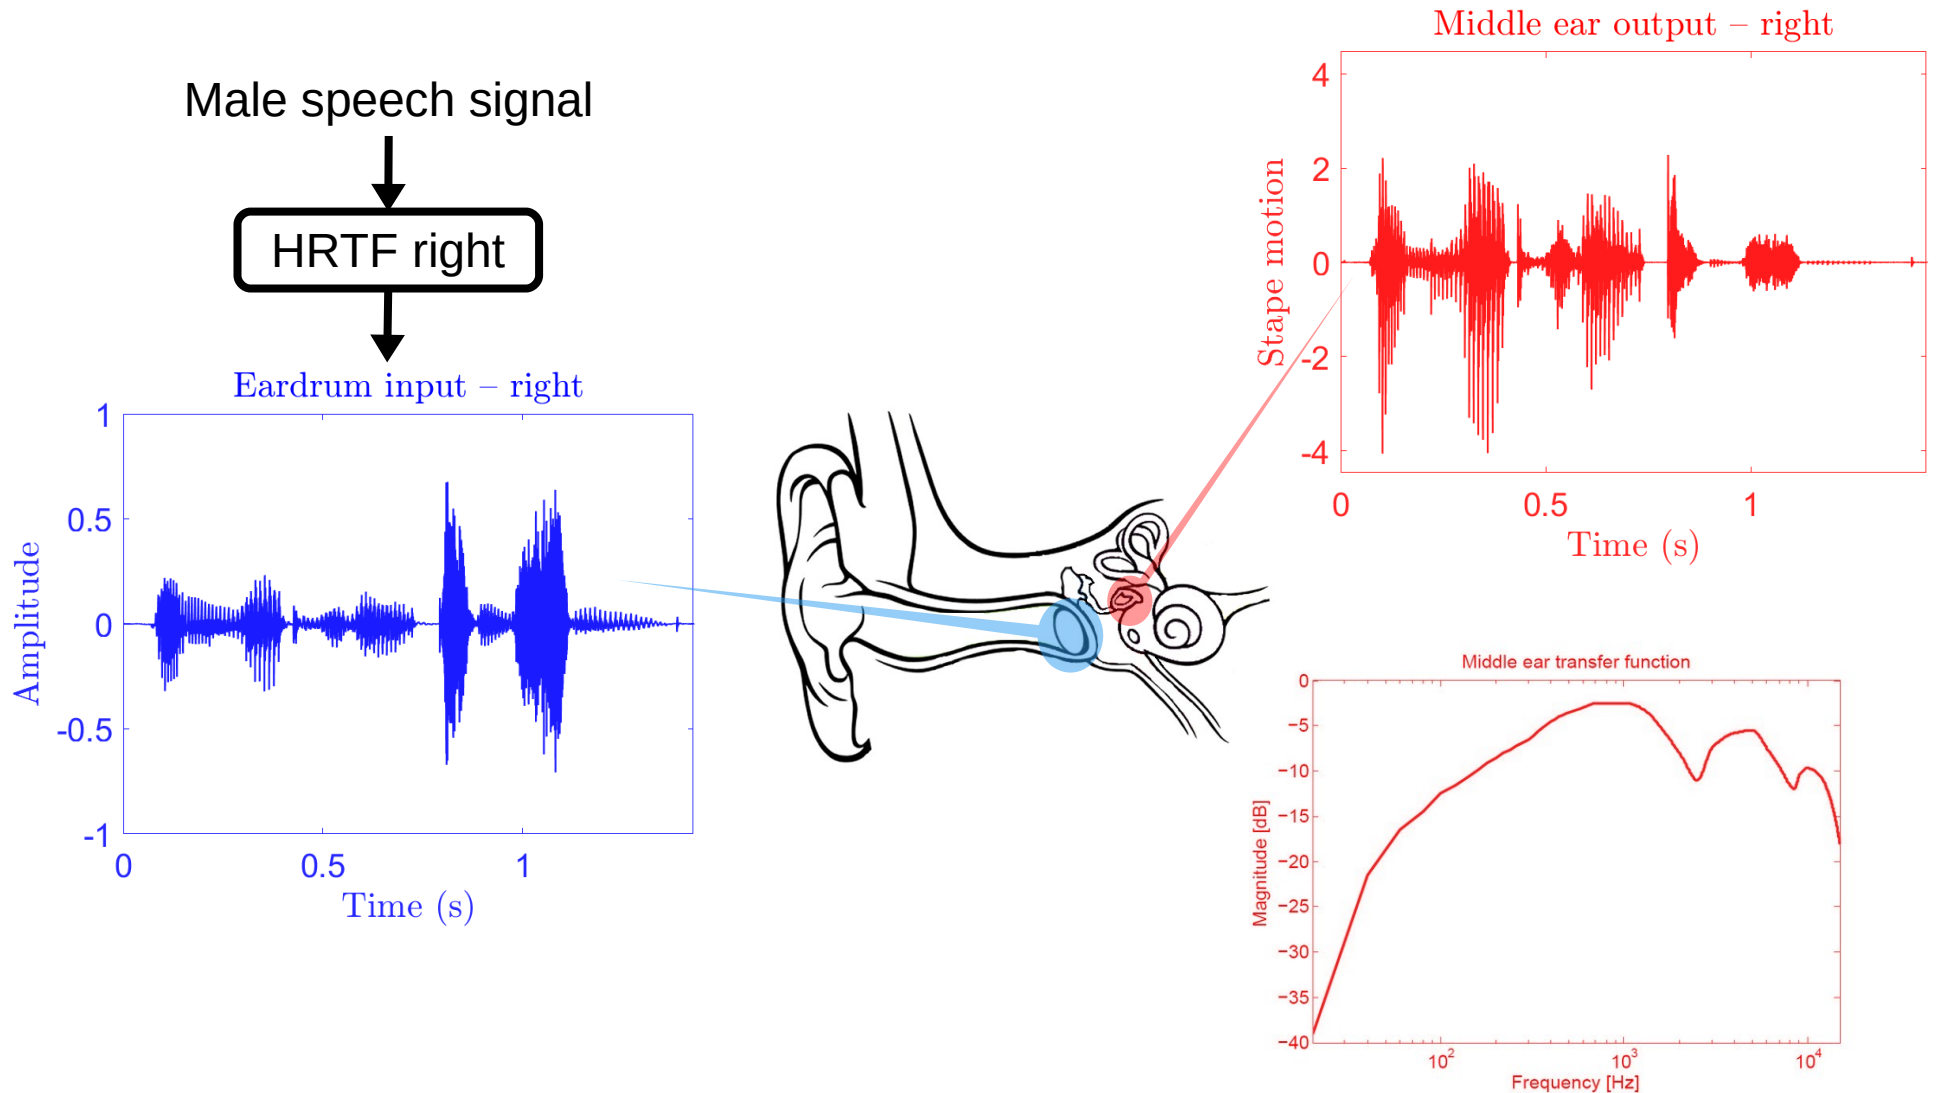 Male speech signal
HRTF right
Eardrum input – right
1
0.5
0
-0.5
-1
Amplitude
0 0.5 1
Time (s)
Middle ear output – right
4
2
0
-2
-4
Stape motion
0 0.5 1
Time (s)
Middle ear transfer function
0
−5
−10
−15
−20
−25
−30
−35
−40
Magnitude [dB]
10² 10³ 10⁴
Frequency [Hz]